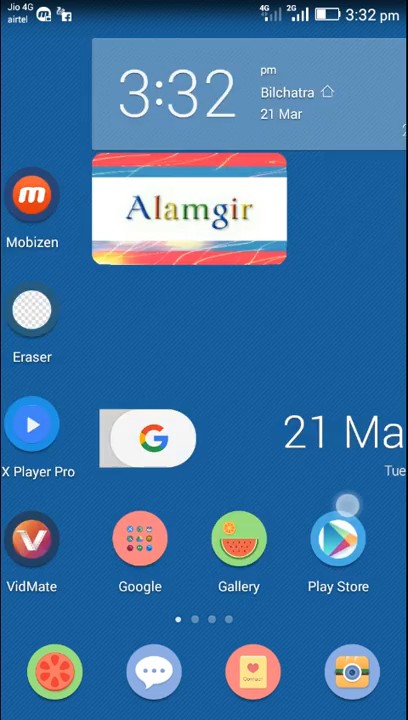 Jio 4G
airtel
4G
2G
3:32 pm
3:32
pm
Bilchatra
21 Mar
Alamgir
Mobizen
Eraser
X Player Pro
G
21 Ma
Tue
VidMate
Google
Gallery
Play Store
Contact